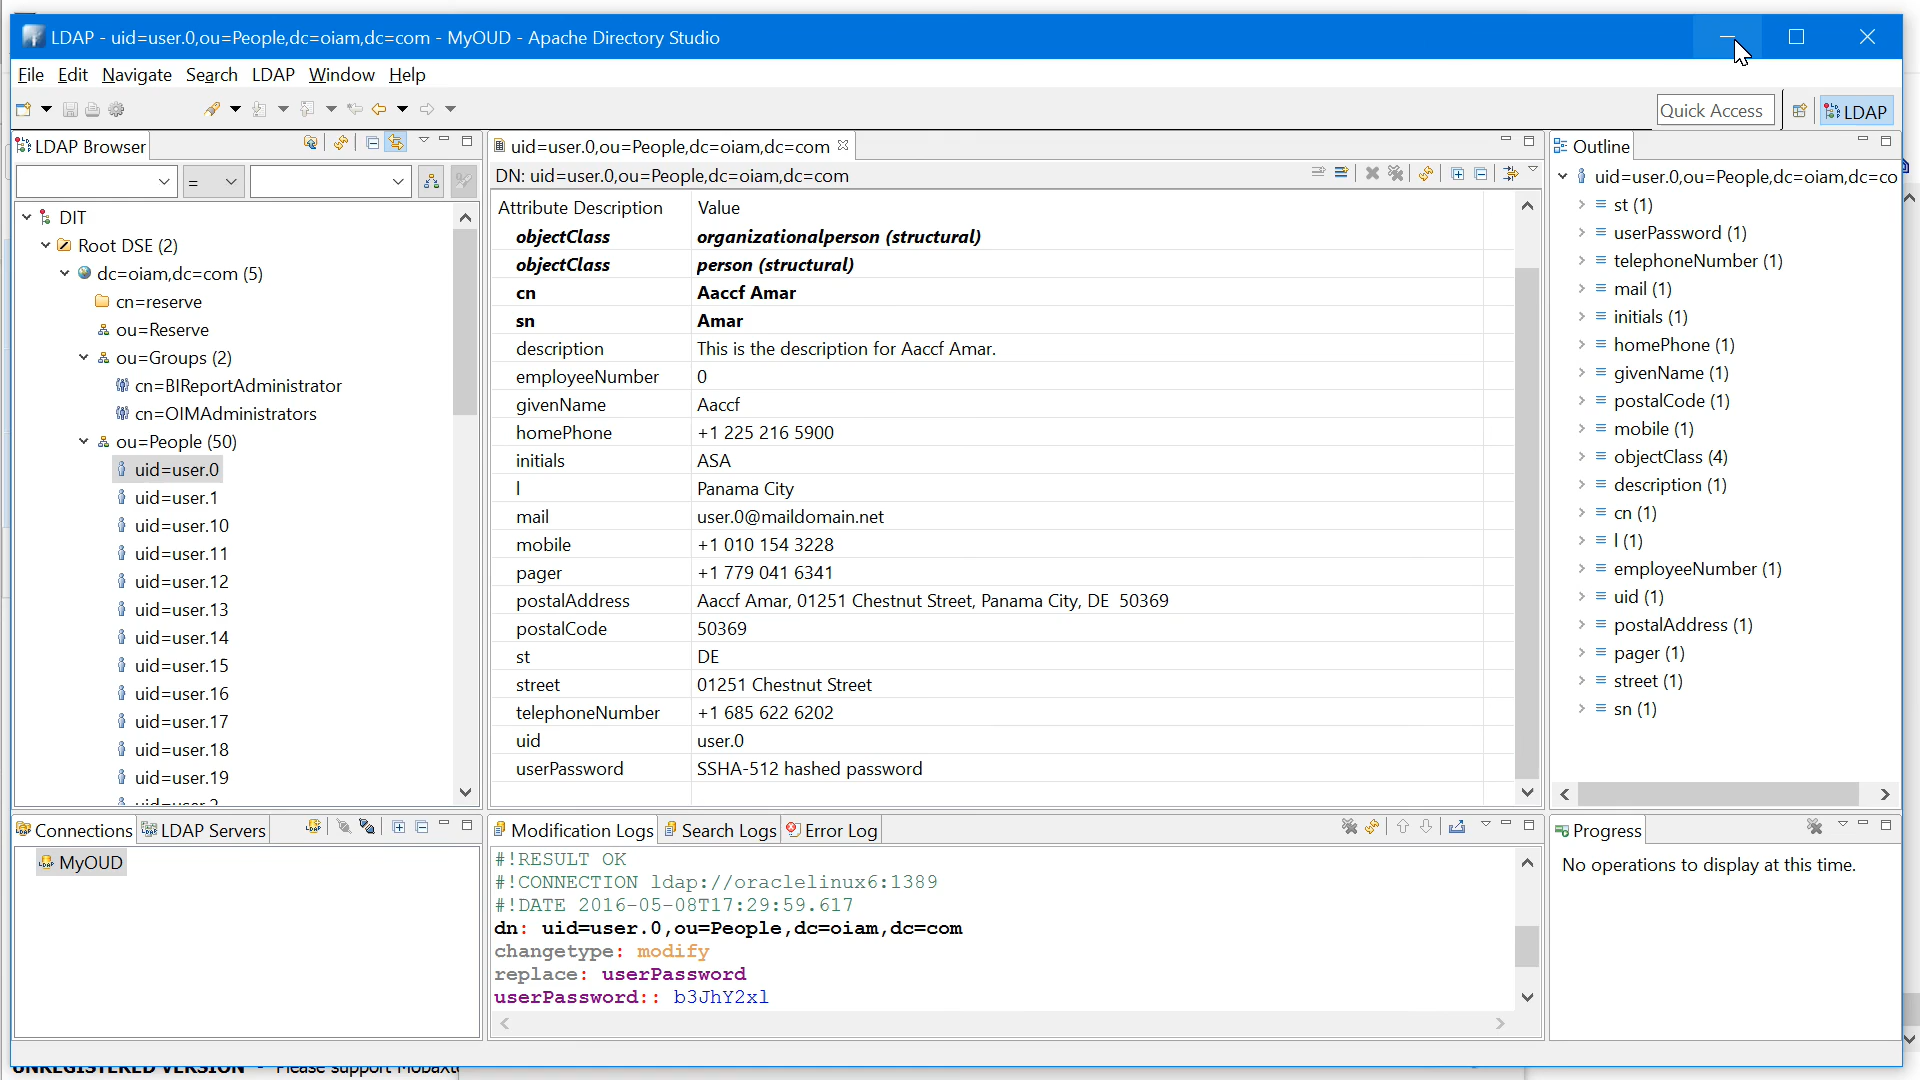 LDAP - uid=user.0,ou=People,dc=oiam,dc=com - MyOUD - Apache Directory Studio
File Edit Navigate Search LDAP Window Help
Quick Access
LDAP
LDAP Browser
=
DIT
Root DSE (2)
dc=oiam,dc=com (5)
cn=reserve
ou=Reserve
ou=Groups (2)
cn=BIReportAdministrator
cn=OIMAdministrators
ou=People (50)
uid=user.0
uid=user.1
uid=user.10
uid=user.11
uid=user.12
uid=user.13
uid=user.14
uid=user.15
uid=user.16
uid=user.17
uid=user.18
uid=user.19
uid=user.2
uid=user.0,ou=People,dc=oiam,dc=com
DN: uid=user.0,ou=People,dc=oiam,dc=com
Attribute Description Value
objectClass organizationalperson (structural)
objectClass person (structural)
cn Aaccf Amar
sn Amar
description This is the description for Aaccf Amar.
employeeNumber 0
givenName Aaccf
homePhone +1 225 216 5900
initials ASA
l Panama City
mail user.0@maildomain.net
mobile +1 010 154 3228
pager +1 779 041 6341
postalAddress Aaccf Amar, 01251 Chestnut Street, Panama City, DE 50369
postalCode 50369
st DE
street 01251 Chestnut Street
telephoneNumber +1 685 622 6202
uid user.0
userPassword SSHA-512 hashed password
Outline
uid=user.0,ou=People,dc=oiam,dc=co
st (1)
userPassword (1)
telephoneNumber (1)
mail (1)
initials (1)
homePhone (1)
givenName (1)
postalCode (1)
mobile (1)
objectClass (4)
description (1)
cn (1)
l (1)
employeeNumber (1)
uid (1)
postalAddress (1)
pager (1)
street (1)
sn (1)
Connections LDAP Servers
MyOUD
Modification Logs Search Logs Error Log
#!RESULT OK
#!CONNECTION ldap://oraclelinux6:1389
#!DATE 2016-05-08T17:29:59.617
dn: uid=user.0,ou=People,dc=oiam,dc=com
changetype: modify
replace: userPassword
userPassword:: b3JhY2xl
Progress
No operations to display at this time.
UNREGISTERED VERSION - Please support MobaXt